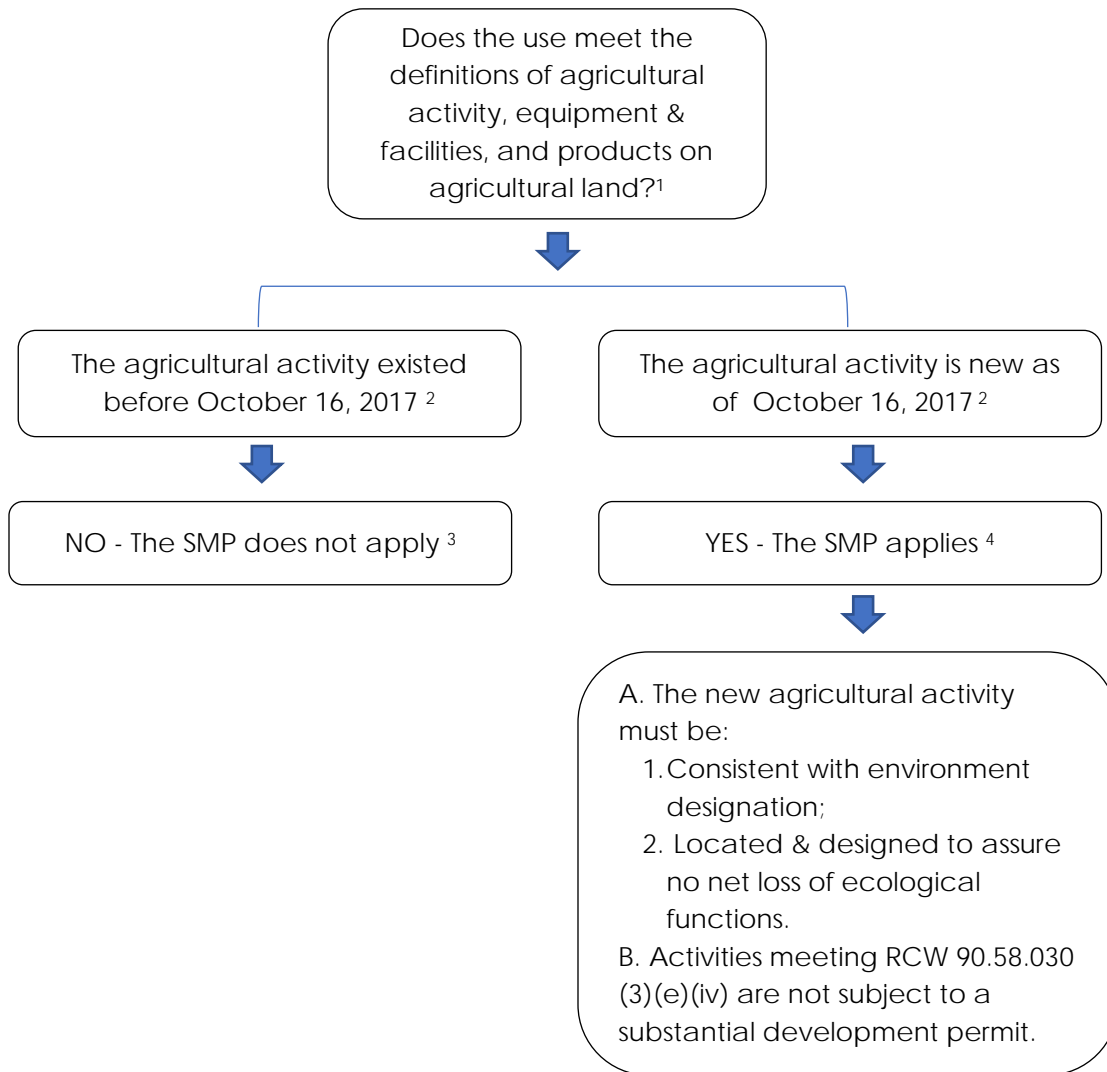 Does the use meet the
definitions of agricultural
activity, equipment &
facilities, and products on
agricultural land?¹
The agricultural activity existed
before October 16, 2017 ²
The agricultural activity is new as
of October 16, 2017 ²
NO - The SMP does not apply ³
YES - The SMP applies ⁴
A. The new agricultural activity
must be:
1. Consistent with environment
designation;
2. Located & designed to assure
no net loss of ecological
functions.
B. Activities meeting RCW 90.58.030
(3)(e)(iv) are not subject to a
substantial development permit.